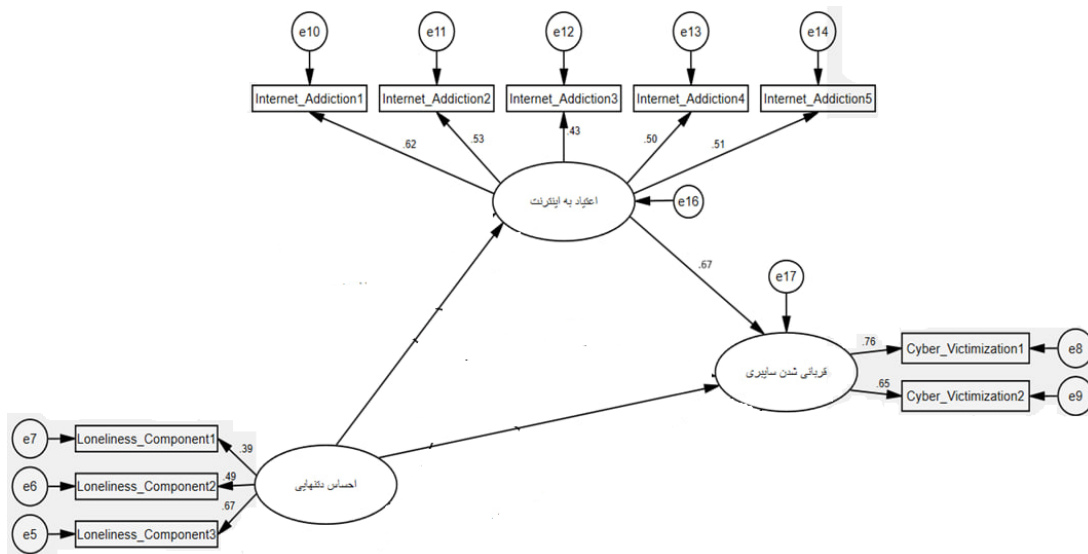 e10
e11
e12
e13
e14
Internet_Addiction1
Internet_Addiction2
Internet_Addiction3
Internet_Addiction4
Internet_Addiction5
.62
.53
.43
.50
.51
اعتیاد به اینترنت
e16
.67
e17
قربانی شدن سایبری
.76
Cyber_Victimization1
e8
.65
Cyber_Victimization2
e9
e7
Loneliness_Component1
.39
e6
Loneliness_Component2
.49
احساس
e5
Loneliness_Component3
.67